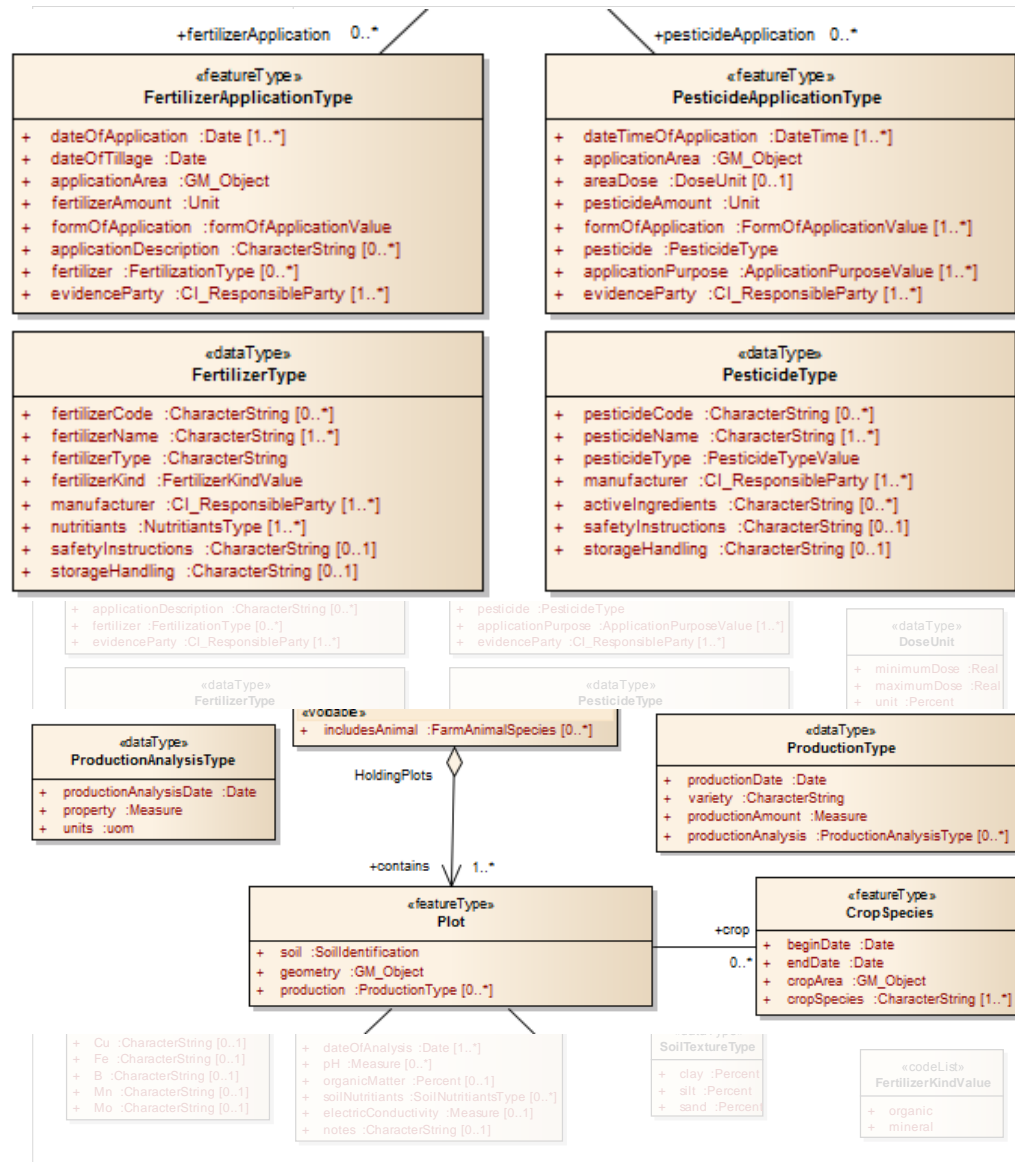 +fertilizerApplication 0..*
+pesticideApplication 0..*
«featureType»
FertilizerApplicationType
+ dateOfApplication :Date [1..*]
+ dateOfTillage :Date
+ applicationArea :GM_Object
+ fertilizerAmount :Unit
+ formOfApplication :formOfApplicationValue
+ applicationDescription :CharacterString [0..*]
+ fertilizer :FertilizationType [0..*]
+ evidenceParty :CI_ResponsibleParty [1..*]
«featureType»
PesticideApplicationType
+ dateTimeOfApplication :DateTime [1..*]
+ applicationArea :GM_Object
+ areaDose :DoseUnit [0..1]
+ pesticideAmount :Unit
+ formOfApplication :FormOfApplicationValue [1..*]
+ pesticide :PesticideType
+ applicationPurpose :ApplicationPurposeValue [1..*]
+ evidenceParty :CI_ResponsibleParty [1..*]
«dataType»
FertilizerType
+ fertilizerCode :CharacterString [0..*]
+ fertilizerName :CharacterString [1..*]
+ fertilizerType :CharacterString
+ fertilizerKind :FertilizerKindValue
+ manufacturer :CI_ResponsibleParty [1..*]
+ nutritiants :NutritiantsType [1..*]
+ safetyInstructions :CharacterString [0..1]
+ storageHandling :CharacterString [0..1]
«dataType»
PesticideType
+ pesticideCode :CharacterString [0..*]
+ pesticideName :CharacterString [1..*]
+ pesticideType :PesticideTypeValue
+ manufacturer :CI_ResponsibleParty [1..*]
+ activeIngredients :CharacterString [0..*]
+ safetyInstructions :CharacterString [0..1]
+ storageHandling :CharacterString [0..1]
+ applicationDescription :CharacterString [0..*]
+ fertilizer :FertilizationType [0..*]
+ evidenceParty :CI_ResponsibleParty [1..*]
+ pesticide :PesticideType
+ applicationPurpose :ApplicationPurposeValue [1..*]
+ evidenceParty :CI_ResponsibleParty [1..*]
«dataType»
DoseUnit
+ minimumDose :Real
+ maximumDose :Real
+ unit :Percent
«dataType»
FertilizerType
«dataType»
PesticideType
«voidable»
+ includesAnimal :FarmAnimalSpecies [0..*]
«dataType»
ProductionAnalysisType
+ productionAnalysisDate :Date
+ property :Measure
+ units :uom
HoldingPlots
«dataType»
ProductionType
+ productionDate :Date
+ variety :CharacterString
+ productionAmount :Measure
+ productionAnalysis :ProductionAnalysisType [0..*]
+contains 1..*
«featureType»
Plot
+ soil :SoilIdentification
+ geometry :GM_Object
+ production :ProductionType [0..*]
+crop
0..*
«featureType»
CropSpecies
+ beginDate :Date
+ endDate :Date
+ cropArea :GM_Object
+ cropSpecies :CharacterString [1..*]
+ Cu :CharacterString [0..1]
+ Fe :CharacterString [0..1]
+ B :CharacterString [0..1]
+ Mn :CharacterString [0..1]
+ Mo :CharacterString [0..1]
+ dateOfAnalysis :Date [1..*]
+ pH :Measure [0..*]
+ organicMatter :Percent [0..1]
+ soilNutritiants :SoilNutritiantsType [0..*]
+ electricConductivity :Measure [0..1]
+ notes :CharacterString [0..1]
SoilTextureType
+ clay :Percent
+ silt :Percent
+ sand :Percent
«codeList»
FertilizerKindValue
+ organic
+ mineral